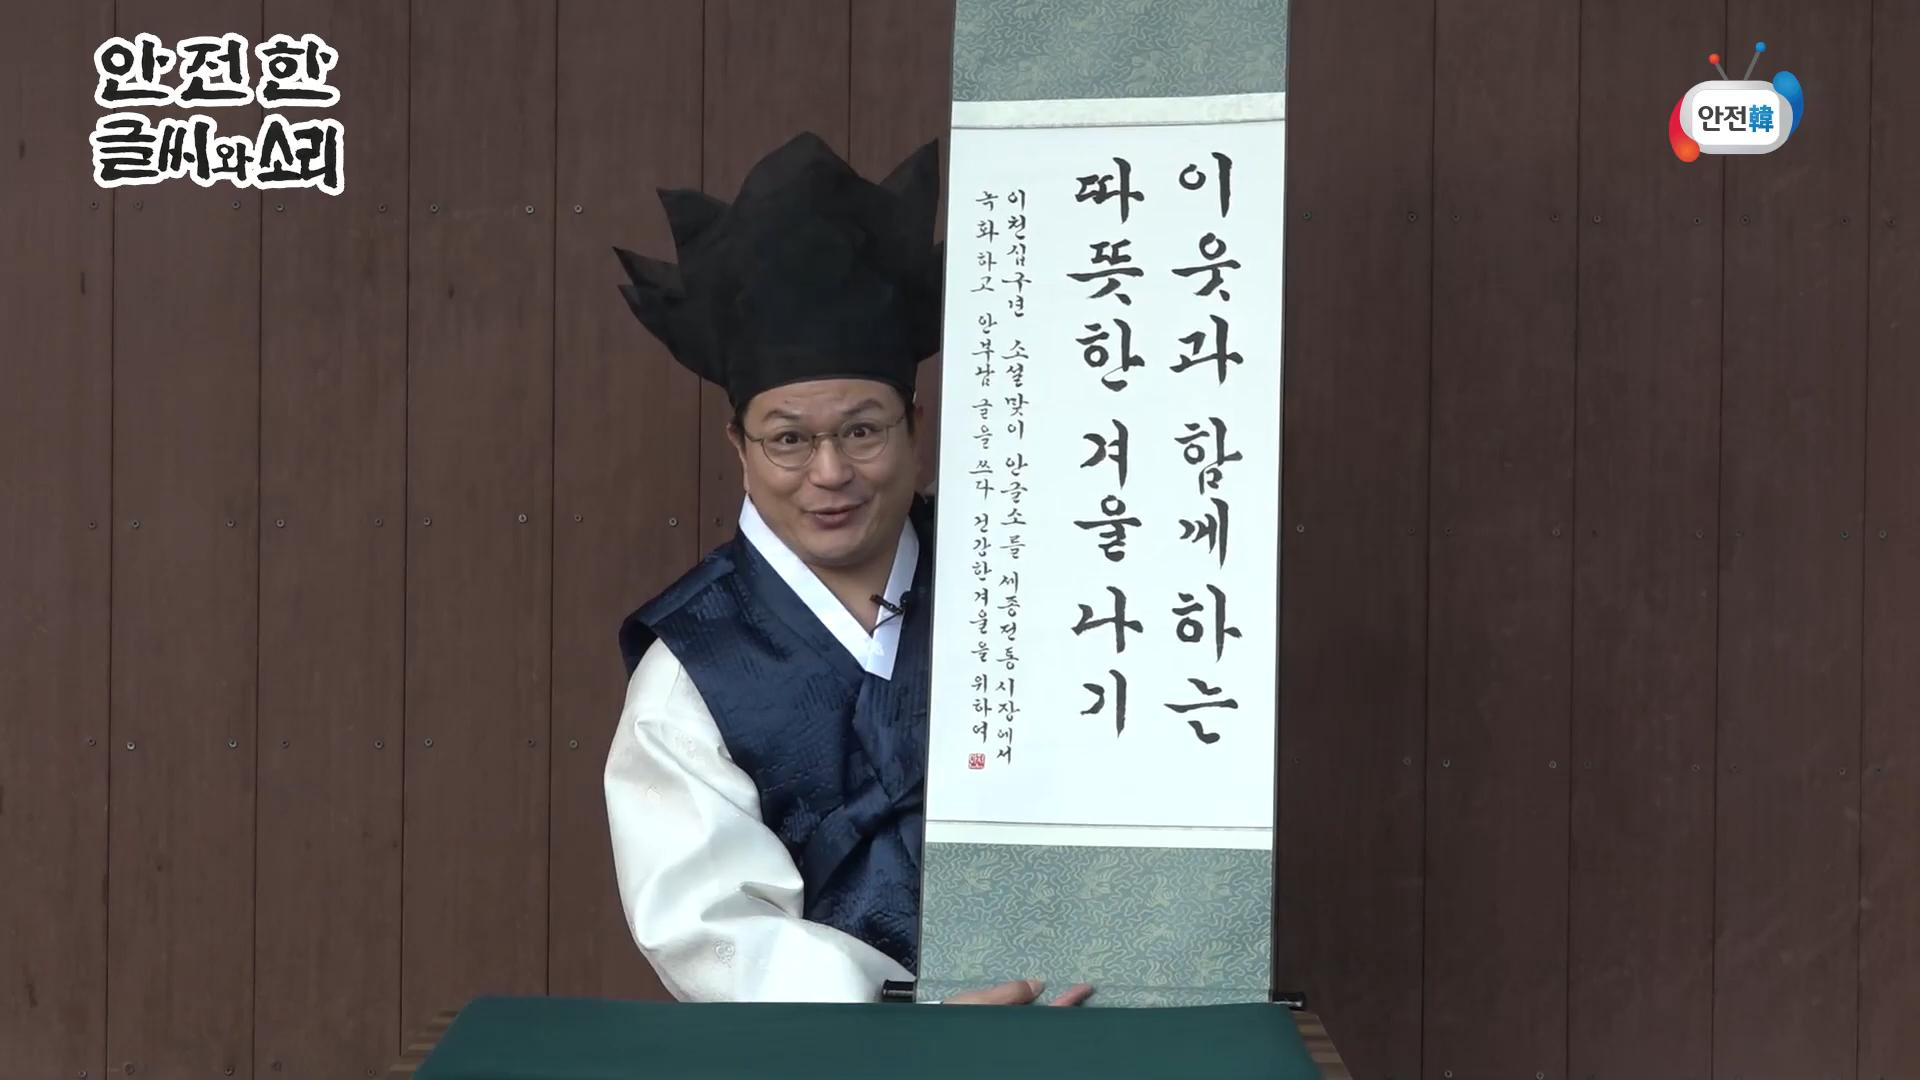 안전한
글씨와 소리
안전韓
이웃과 함께하는
따뜻한 겨울나기
이천십구년 소설맞이 안글소를 세종전통시장에서
녹화하고 안부남 글을 쓰다 건강한 겨울을 위하여